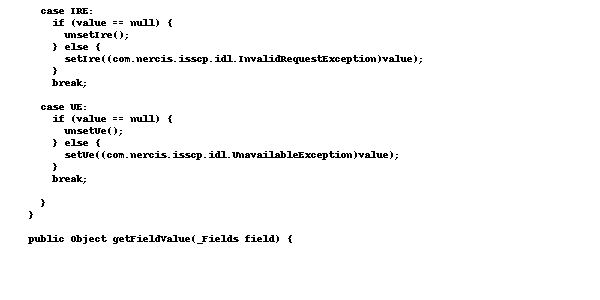 case IRE:
if (value == null) {
unsetIre();
} else {
setIre((com.nercis.isscp.idl.InvalidRequestException)value);
}
break;
case UE:
if (value == null) {
unsetUe();
} else {
setUe((com.nercis.isscp.idl.UnavailableException)value);
}
break;
}
}
public Object getFieldValue(_Fields field) {